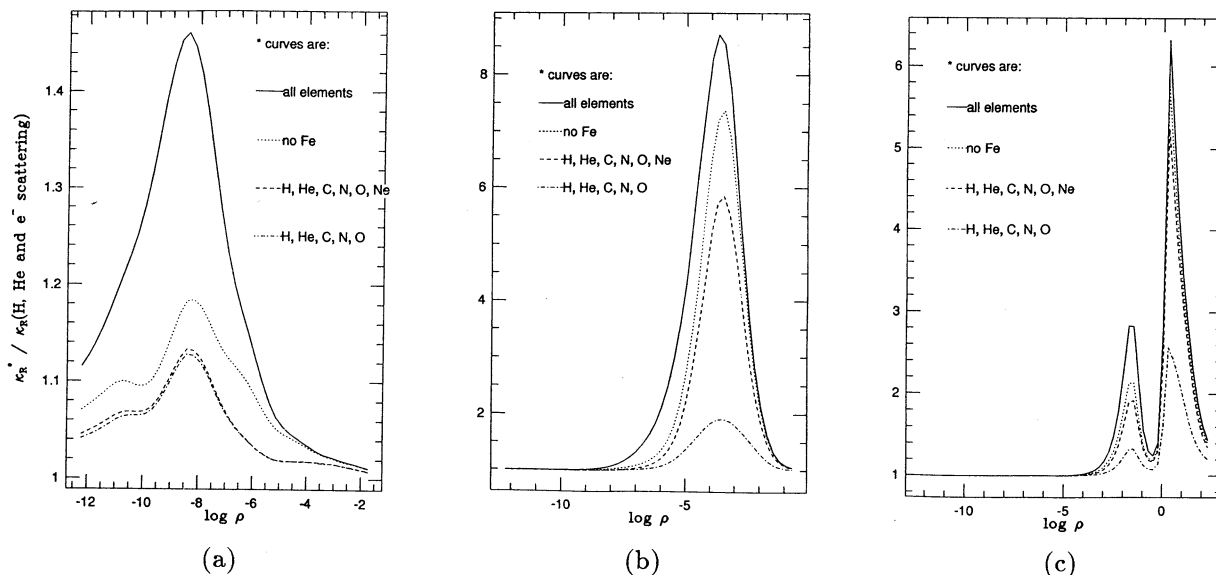 κ_R* / κ_R(H, He and e⁻ scattering)
1.4
1.3
1.2
1.1
1
* curves are:
all elements
no Fe
H, He, C, N, O, Ne
H, He, C, N, O
-12 -10 -8 -6 -4 -2
log ρ
(a)
8
6
4
2
* curves are:
all elements
no Fe
H, He, C, N, O, Ne
H, He, C, N, O
-10 -5
log ρ
(b)
6
5
4
3
2
1
* curves are:
all elements
no Fe
H, He, C, N, O, Ne
H, He, C, N, O
-10 -5 0
log ρ
(c)